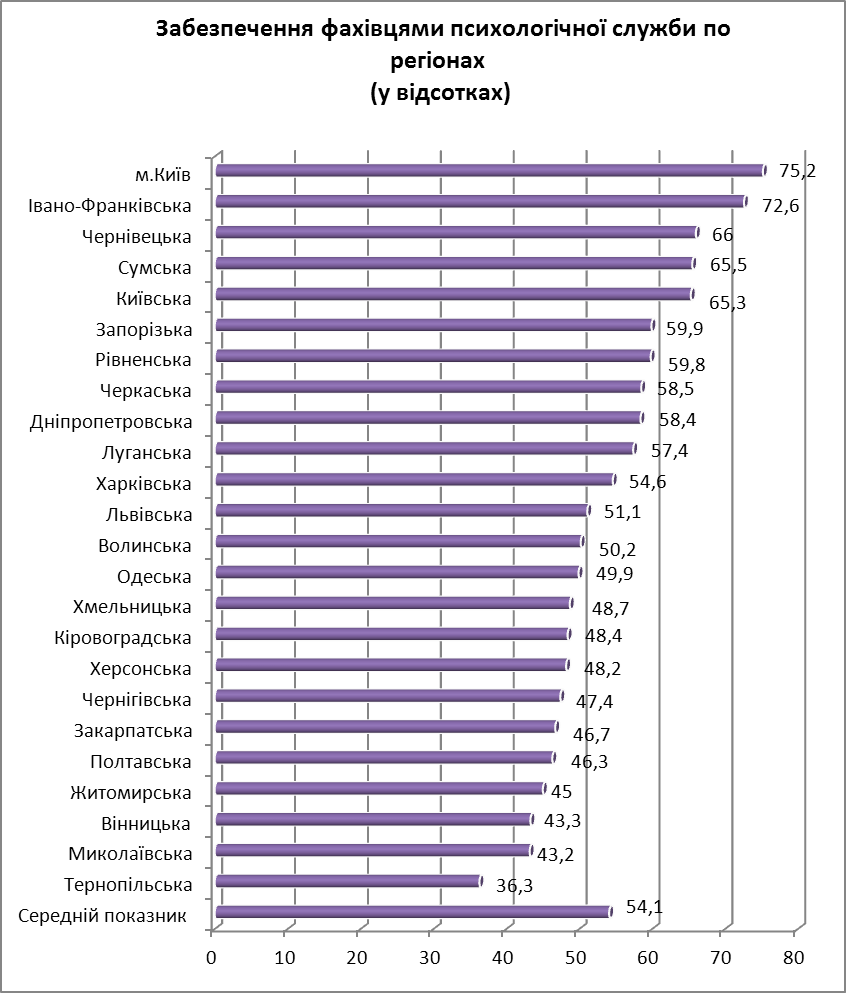 Забезпечення фахівцями психологічної служби по
регіонах
(у відсотках)
м.Київ 75,2
Івано-Франківська 72,6
Чернівецька 66
Сумська 65,5
Київська 65,3
Запорізька 59,9
Рівненська 59,8
Черкаська 58,5
Дніпропетровська 58,4
Луганська 57,4
Харківська 54,6
Львівська 51,1
Волинська 50,2
Одеська 49,9
Хмельницька 48,7
Кіровоградська 48,4
Херсонська 48,2
Чернігівська 47,4
Закарпатська 46,7
Полтавська 46,3
Житомирська 45
Вінницька 43,3
Миколаївська 43,2
Тернопільська 36,3
Середній показник 54,1
0 10 20 30 40 50 60 70 80